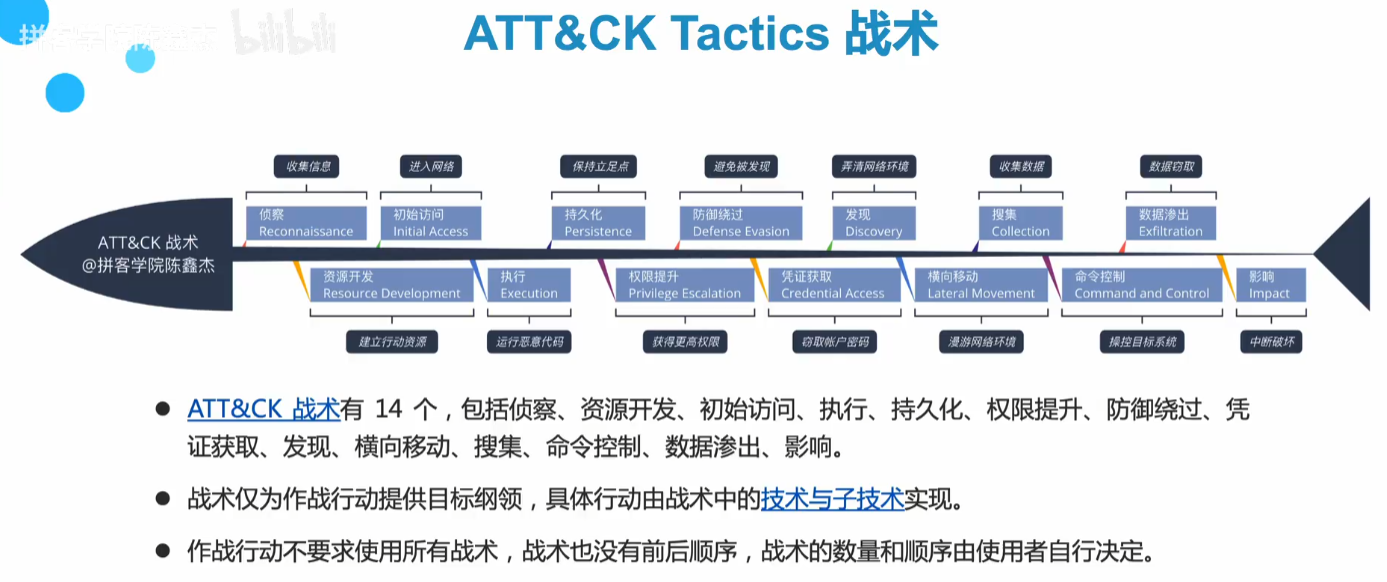 拼客学院陈鑫杰 bilibili
ATT&CK Tactics 战术
收集信息
进入网络
保持立足点
避免被发现
弄清网络环境
收集数据
数据窃取
侦察
Reconnaissance
初始访问
Initial Access
持久化
Persistence
防御绕过
Defense Evasion
发现
Discovery
搜集
Collection
数据渗出
Exfiltration
ATT&CK 战术
@拼客学院陈鑫杰
资源开发
Resource Development
执行
Execution
权限提升
Privilege Escalation
凭证获取
Credential Access
横向移动
Lateral Movement
命令控制
Command and Control
影响
Impact
建立行动资源
运行恶意代码
获得更高权限
窃取帐户密码
漫游网络环境
操控目标系统
中断破坏
● ATT&CK 战术有 14 个，包括侦察、资源开发、初始访问、执行、持久化、权限提升、防御绕过、凭
证获取、发现、横向移动、搜集、命令控制、数据渗出、影响。
● 战术仅为作战行动提供目标纲领，具体行动由战术中的技术与子技术实现。
● 作战行动不要求使用所有战术，战术也没有前后顺序，战术的数量和顺序由使用者自行决定。